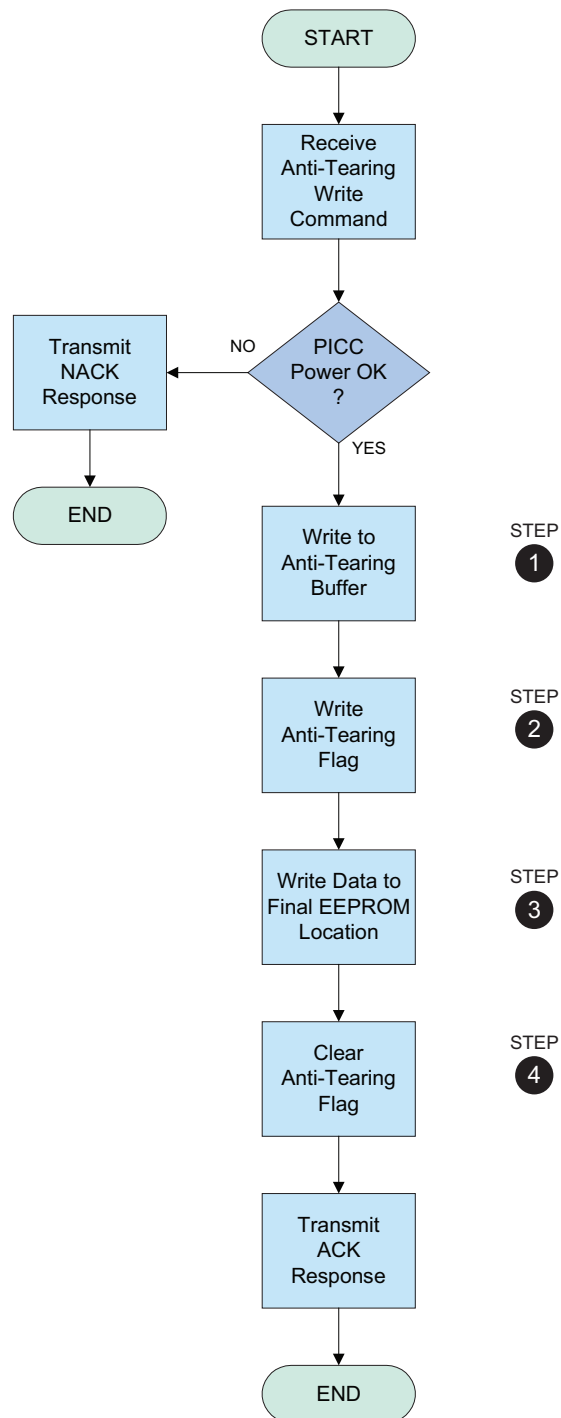 START
Receive
Anti-Tearing
Write
Command
PICC
Power OK
?
NO
Transmit
NACK
Response
END
YES
Write to
Anti-Tearing
Buffer
STEP
1
Write
Anti-Tearing
Flag
STEP
2
Write Data to
Final EEPROM
Location
STEP
3
Clear
Anti-Tearing
Flag
STEP
4
Transmit
ACK
Response
END